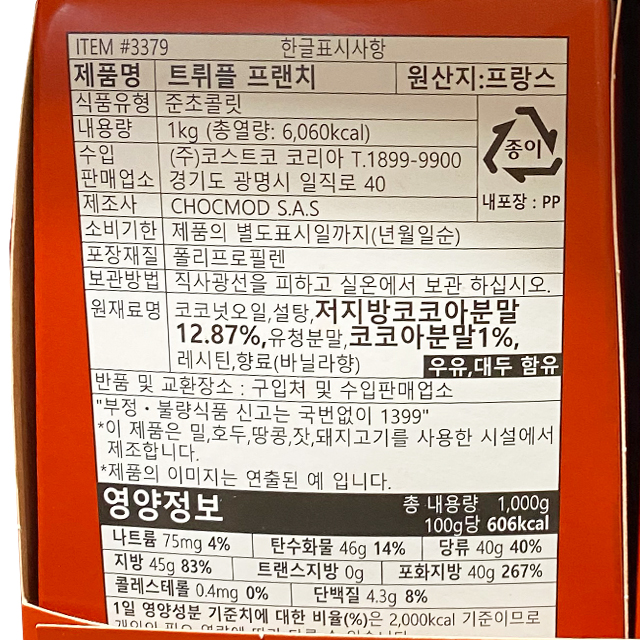 ITEM #3379 한글표시사항
제품명 트뤼플 프랜치 원산지:프랑스
식품유형 준초콜릿
내용량 1kg (총열량: 6,060kcal)
수입 (주)코스트코 코리아 T.1899-9900
판매업소 경기도 광명시 일직로 40
종이
내포장 : PP
제조사 CHOCMOD S.A.S
소비기한 제품의 별도표시일까지(년월일순)
포장재질 폴리프로필렌
보관방법 직사광선을 피하고 실온에서 보관 하십시오.
원재료명 코코넛오일,설탕,저지방코코아분말
12.87%,유청분말,코코아분말1%,
레시틴,향료(바닐라향) 우유,대두 함유
반품 및 교환장소 : 구입처 및 수입판매업소
"부정·불량식품 신고는 국번없이 1399"
*이 제품은 밀,호두,땅콩,잣,돼지고기를 사용한 시설에서
제조합니다.
*제품의 이미지는 연출된 예 입니다.
영양정보 총 내용량 1,000g
100g당 606kcal
나트륨 75mg 4% 탄수화물 46g 14% 당류 40g 40%
지방 45g 83% 트랜스지방 0g 포화지방 40g 267%
콜레스테롤 0.4mg 0% 단백질 4.3g 8%
1일 영양성분 기준치에 대한 비율(%)은 2,000kcal 기준이므로